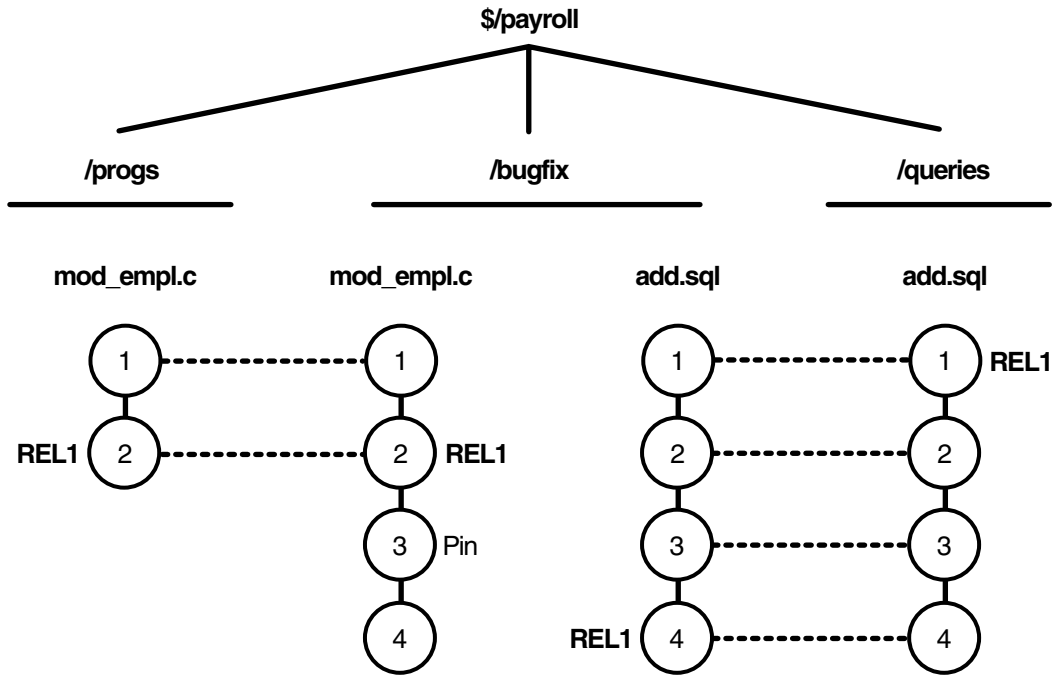 $/payroll
/progs /bugfix /queries
mod_empl.c mod_empl.c add.sql add.sql
1 1 1 1 REL1
REL1 2 2 REL1 2 2
3 Pin 3 3
4 REL1 4 4